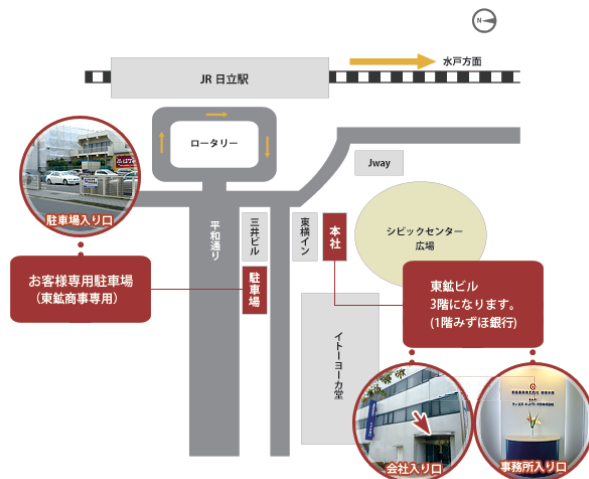 N
JR 日立駅
水戸方面
ロータリー
Jway
駐車場入り口
平和通り
三井ビル
東横イン
本社
シビックセンター
広場
お客様専用駐車場
（東鉱商事専用）
駐車場
東鉱ビル
3階になります。
(1階みずほ銀行)
イトーヨーカ堂
会社入り口
事務所入り口